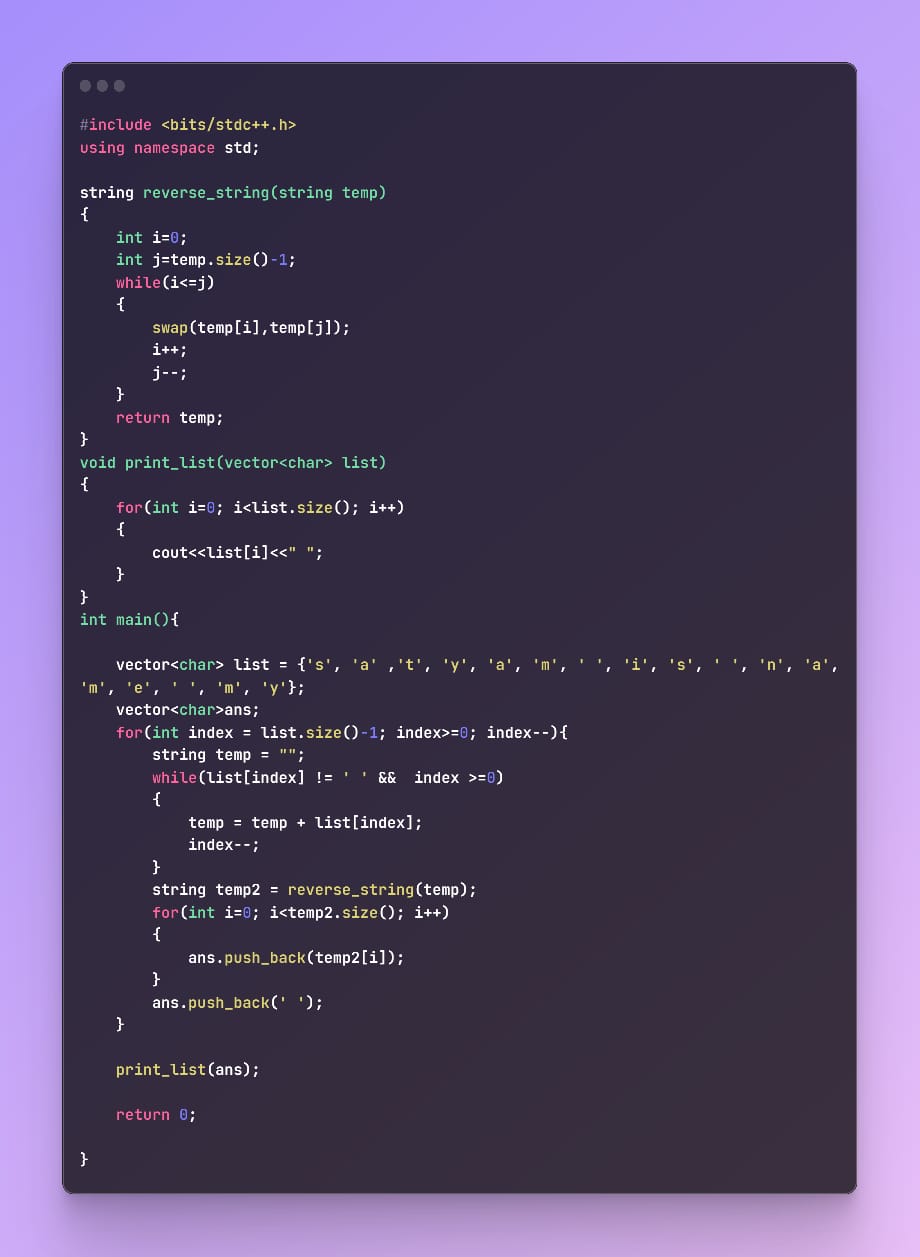 #include <bits/stdc++.h>
using namespace std;

string reverse_string(string temp)
{
    int i=0;
    int j=temp.size()-1;
    while(i<=j)
    {
        swap(temp[i],temp[j]);
        i++;
        j--;
    }
    return temp;
}
void print_list(vector<char> list)
{
    for(int i=0; i<list.size(); i++)
    {
        cout<<list[i]<<" ";
    }
}
int main(){

    vector<char> list = {'s', 'a' ,'t', 'y', 'a', 'm', ' ', 'i', 's', ' ', 'n', 'a',
'm', 'e', ' ', 'm', 'y'};
    vector<char>ans;
    for(int index = list.size()-1; index>=0; index--){
        string temp = "";
        while(list[index] != ' ' &&  index >=0)
        {
            temp = temp + list[index];
            index--;
        }
        string temp2 = reverse_string(temp);
        for(int i=0; i<temp2.size(); i++)
        {
            ans.push_back(temp2[i]);
        }
        ans.push_back(' ');
    }

    print_list(ans);

    return 0;

}